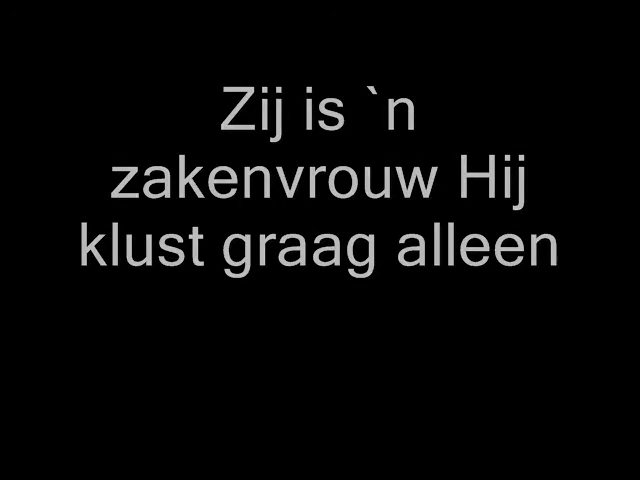 Zij is `n
zakenvrouw Hij
klust graag alleen